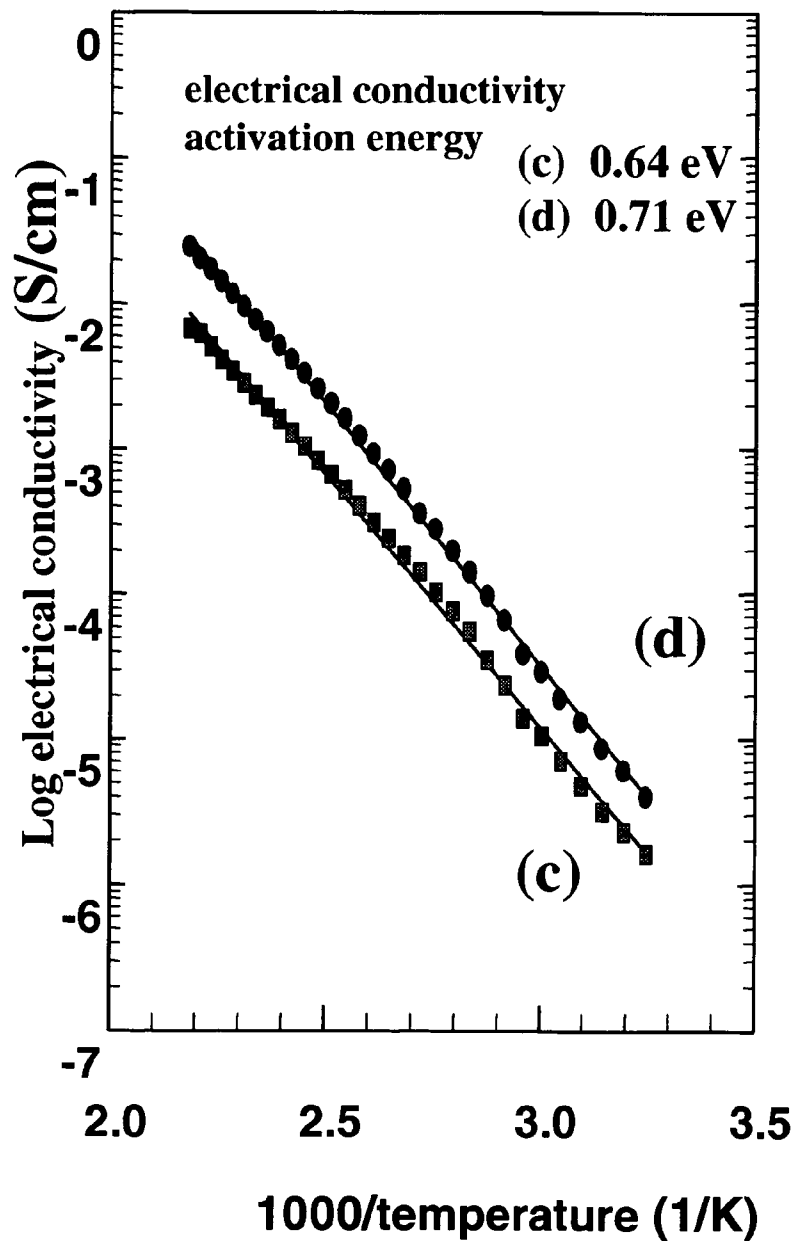 0
electrical conductivity
activation energy
(c) 0.64 eV
(d) 0.71 eV
-1
-2
-3
-4
-5
-6
-7
Log electrical conductivity (S/cm)
(d)
(c)
2.0 2.5 3.0 3.5
1000/temperature (1/K)